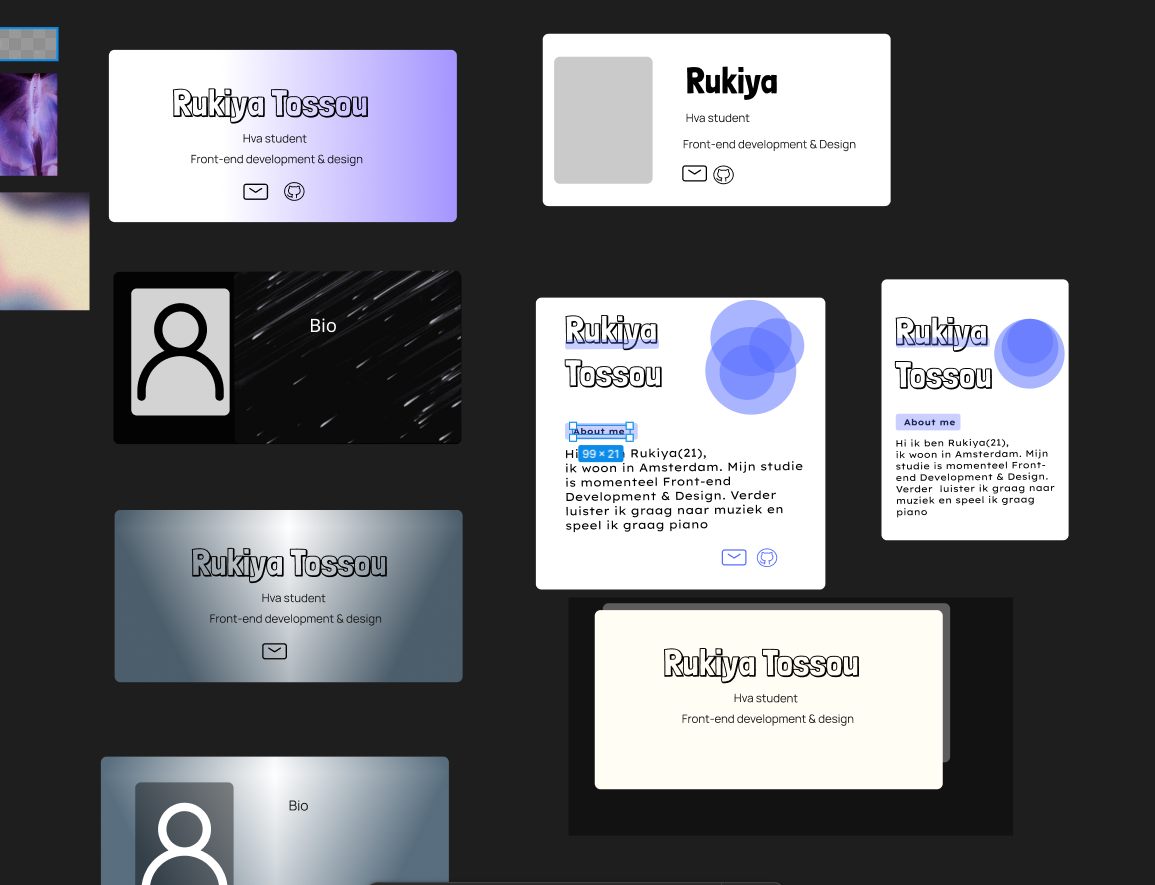 Rukiya Tossou
Hva student
Front-end development & design
Rukiya
Hva student
Front-end development & Design
Bio
Rukiya
Tossou
About me
99 × 21
Hi Rukiya(21),
ik woon in Amsterdam. Mijn studie
is momenteel Front-end
Development & Design. Verder
luister ik graag naar muziek en
speel ik graag piano
Rukiya
Tossou
About me
Hi ik ben Rukiya(21),
ik woon in Amsterdam. Mijn
studie is momenteel Front-
end Development & Design.
Verder luister ik graag naar
muziek en speel ik graag
piano
Rukiya Tossou
Hva student
Front-end development & design
Rukiya Tossou
Hva student
Front-end development & design
Bio